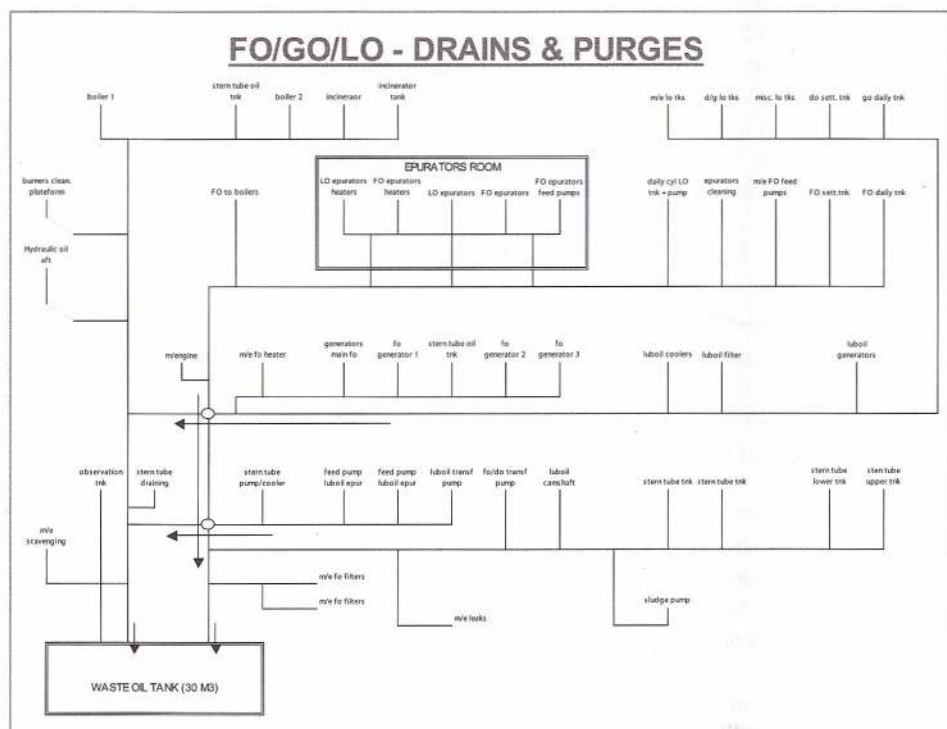 FO/GO/LO - DRAINS & PURGES
boiler 1
stern tube oil
tnk
boiler 2
incineraor
incinerator
tank
m/e lo tks
d/g lo tks
misc. lo tks
do sett. tnk
go daily tnk
EPURATORS ROOM
burners clean.
plateform
FO to boilers
LO epurators
heaters
FO epurators
heaters
LO epurators
FO epurators
FO epurators
feed pumps
daily cyl LO
tnk + pump
epurators
cleaning
m/e FO feed
pumps
FO sett.tnk
FO daily tnk
Hydraulic oil
aft
m/engine
m/e fo heater
generators
main fo
fo
generator 1
stern tube oil
tnk
fo
generator 2
fo
generator 3
luboil coolers
luboil filter
luboil
generators
observation
tnk
stern tube
draining
stern tube
pump/cooler
feed pump
luboil epur
feed pump
luboil epur
luboil transf
pump
fo/do transf
pump
luboil
camshaft
stern tube tnk
stern tube tnk
stern tube
lower tnk
sten tube
upper tnk
m/e
scavenging
m/e fo filters
m/e fo filters
m/e leaks
sludge pump
WASTE OIL TANK (30 M3)